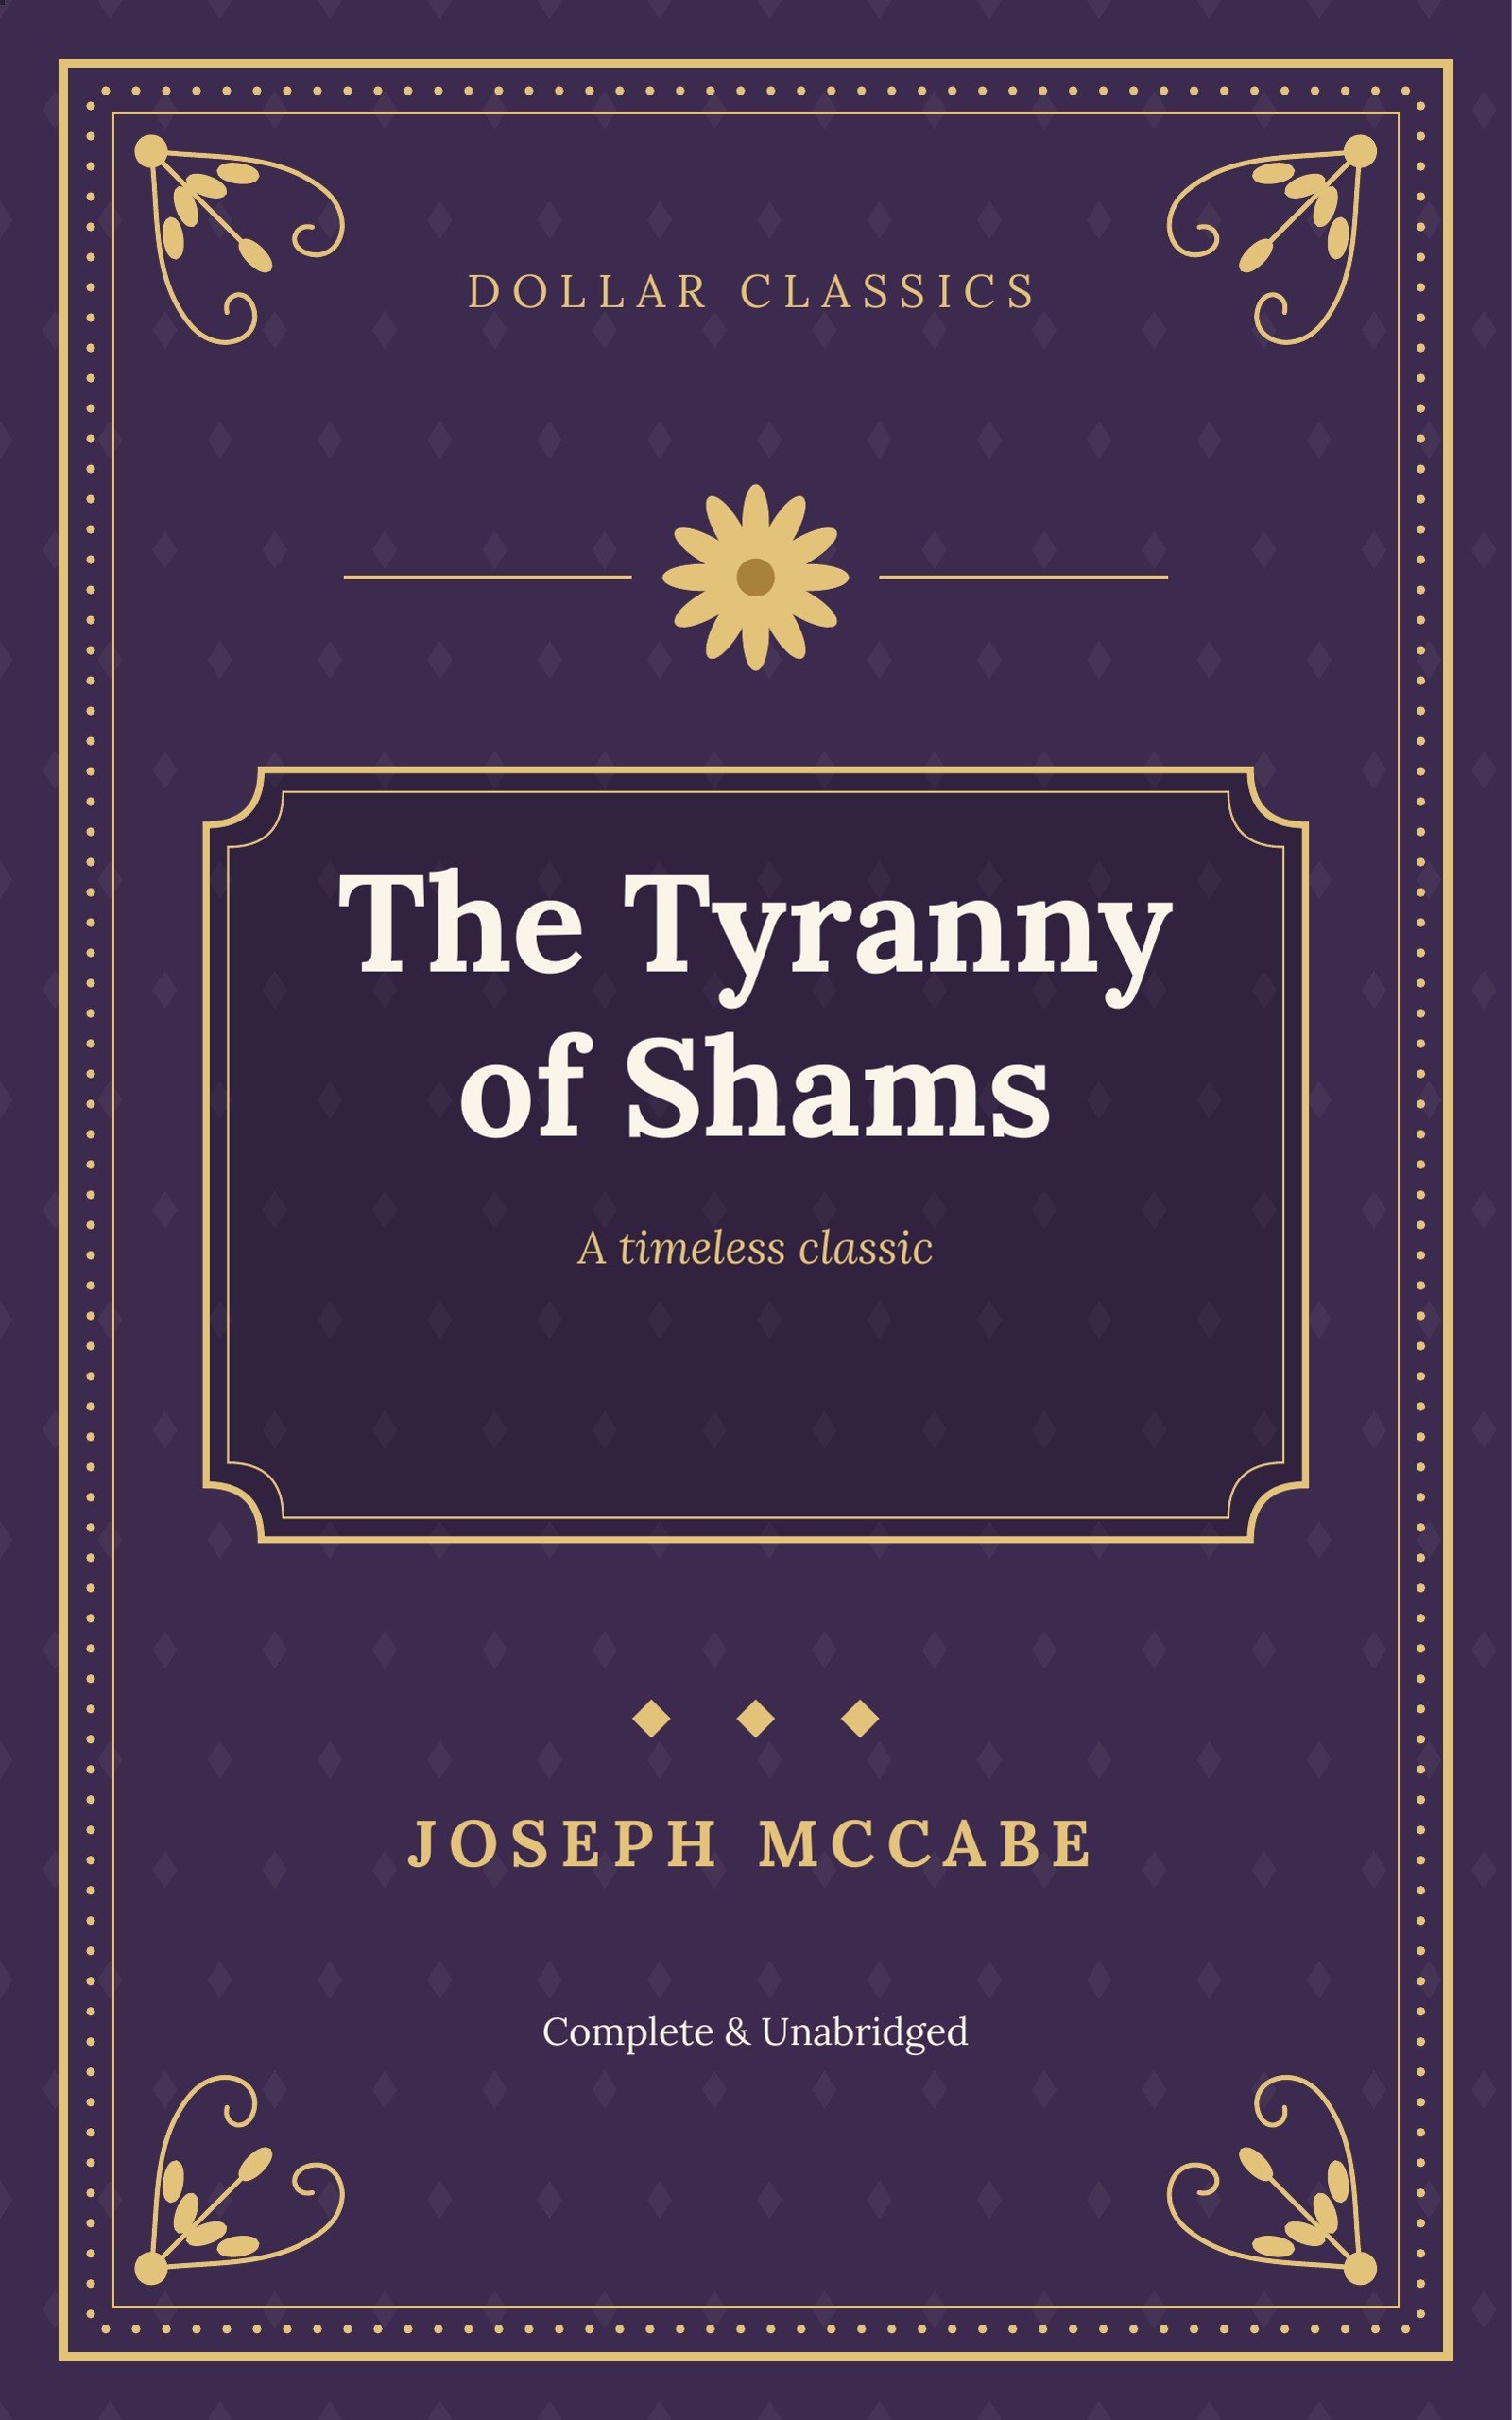 DOLLAR CLASSICS
The Tyranny
of Shams
A timeless classic
JOSEPH MCCABE
Complete & Unabridged